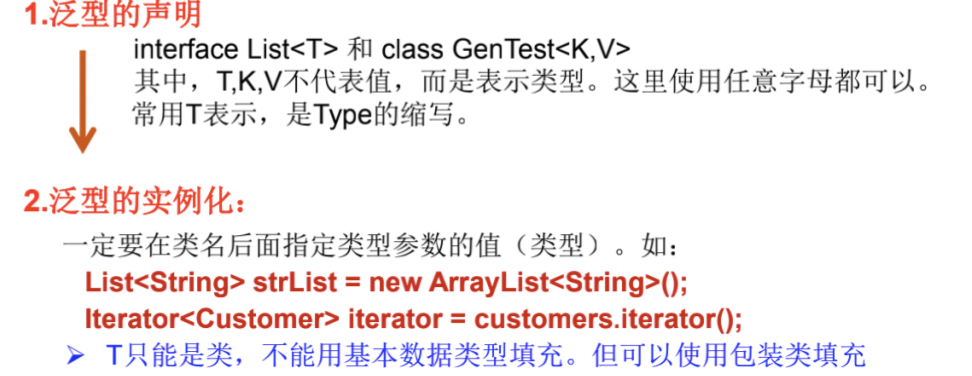 1.泛型的声明
interface List<T> 和 class GenTest<K,V>
其中，T,K,V不代表值，而是表示类型。这里使用任意字母都可以。
常用T表示，是Type的缩写。
2.泛型的实例化：
一定要在类名后面指定类型参数的值（类型）。如：
List<String> strList = new ArrayList<String>();
Iterator<Customer> iterator = customers.iterator();
➢ T只能是类，不能用基本数据类型填充。但可以使用包装类填充